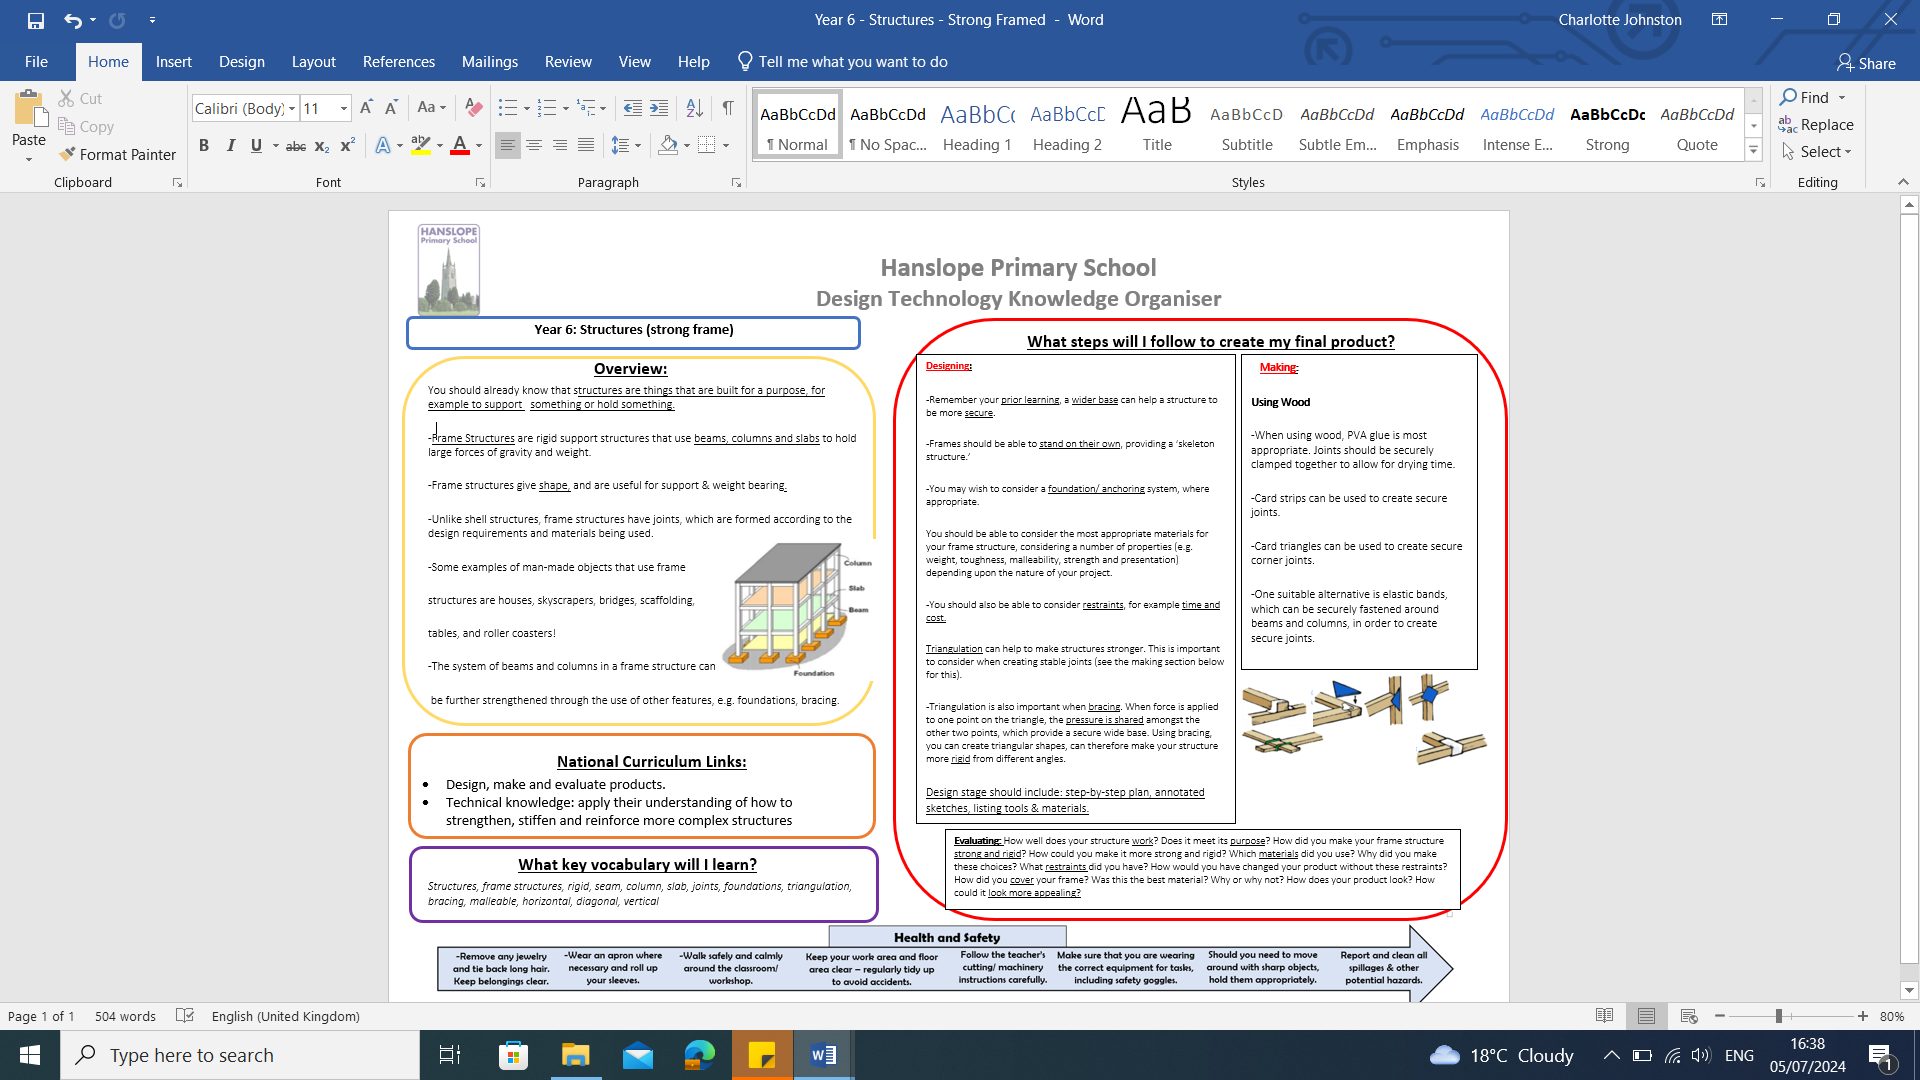 Year 6 - Structures - Strong Framed - Word
Charlotte Johnston
File Home Insert Design Layout References Mailings Review View Help Tell me what you want to do
Share
Paste
Cut
Copy
Format Painter
Clipboard
Calibri (Body) 11
Font
Paragraph
AaBbCcDd AaBbCcDd AaBbCc AaBbCcD AaB AaBbCcD AaBbCcDd AaBbCcDd AaBbCcDd AaBbCcDc AaBbCcDd
¶ Normal ¶ No Spac... Heading 1 Heading 2 Title Subtitle Subtle Em... Emphasis Intense E... Strong Quote
Styles
Find
Replace
Select
Editing
HANSLOPE
Primary School
Hanslope Primary School
Design Technology Knowledge Organiser
Year 6: Structures (strong frame)
Overview:
You should already know that structures are things that are built for a purpose, for
example to support something or hold something.
-Frame Structures are rigid support structures that use beams, columns and slabs to hold
large forces of gravity and weight.
-Frame structures give shape, and are useful for support & weight bearing.
-Unlike shell structures, frame structures have joints, which are formed according to the
design requirements and materials being used.
-Some examples of man-made objects that use frame
structures are houses, skyscrapers, bridges, scaffolding,
tables, and roller coasters!
-The system of beams and columns in a frame structure can
be further strengthened through the use of other features, e.g. foundations, bracing.
Column
Slab
Beam
Foundation
National Curriculum Links:
• Design, make and evaluate products.
• Technical knowledge: apply their understanding of how to
strengthen, stiffen and reinforce more complex structures
What key vocabulary will I learn?
Structures, frame structures, rigid, seam, column, slab, joints, foundations, triangulation,
bracing, malleable, horizontal, diagonal, vertical
What steps will I follow to create my final product?
Designing:
-Remember your prior learning, a wider base can help a structure to
be more secure.
-Frames should be able to stand on their own, providing a ‘skeleton
structure.’
-You may wish to consider a foundation/ anchoring system, where
appropriate.
You should be able to consider the most appropriate materials for
your frame structure, considering a number of properties (e.g.
weight, toughness, malleability, strength and presentation)
depending upon the nature of your project.
-You should also be able to consider restraints, for example time and
cost.
Triangulation can help to make structures stronger. This is important
to consider when creating stable joints (see the making section below
for this).
-Triangulation is also important when bracing. When force is applied
to one point on the triangle, the pressure is shared amongst the
other two points, which provide a secure wide base. Using bracing,
you can create triangular shapes, can therefore make your structure
more rigid from different angles.
Design stage should include: step-by-step plan, annotated
sketches, listing tools & materials.
Making:
Using Wood
-When using wood, PVA glue is most
appropriate. Joints should be securely
clamped together to allow for drying time.
-Card strips can be used to create secure
joints.
-Card triangles can be used to create secure
corner joints.
-One suitable alternative is elastic bands,
which can be securely fastened around
beams and columns, in order to create
secure joints.
Evaluating: How well does your structure work? Does it meet its purpose? How did you make your frame structure
strong and rigid? How could you make it more strong and rigid? Which materials did you use? Why did you make
these choices? What restraints did you have? How would you have changed your product without these restraints?
How did you cover your frame? Was this the best material? Why or why not? How does your product look? How
could it look more appealing?
Health and Safety
-Remove any jewelry
and tie back long hair.
Keep belongings clear.
-Wear an apron where
necessary and roll up
your sleeves.
-Walk safely and calmly
around the classroom/
workshop.
Keep your work area and floor
area clear – regularly tidy up
to avoid accidents.
Follow the teacher's
cutting/ machinery
instructions carefully.
Make sure that you are wearing
the correct equipment for tasks,
including safety goggles.
Should you need to move
around with sharp objects,
hold them appropriately.
Report and clean all
spillages & other
potential hazards.
Page 1 of 1 504 words English (United Kingdom)
80%
Type here to search
18°C Cloudy
ENG
16:38
05/07/2024
1